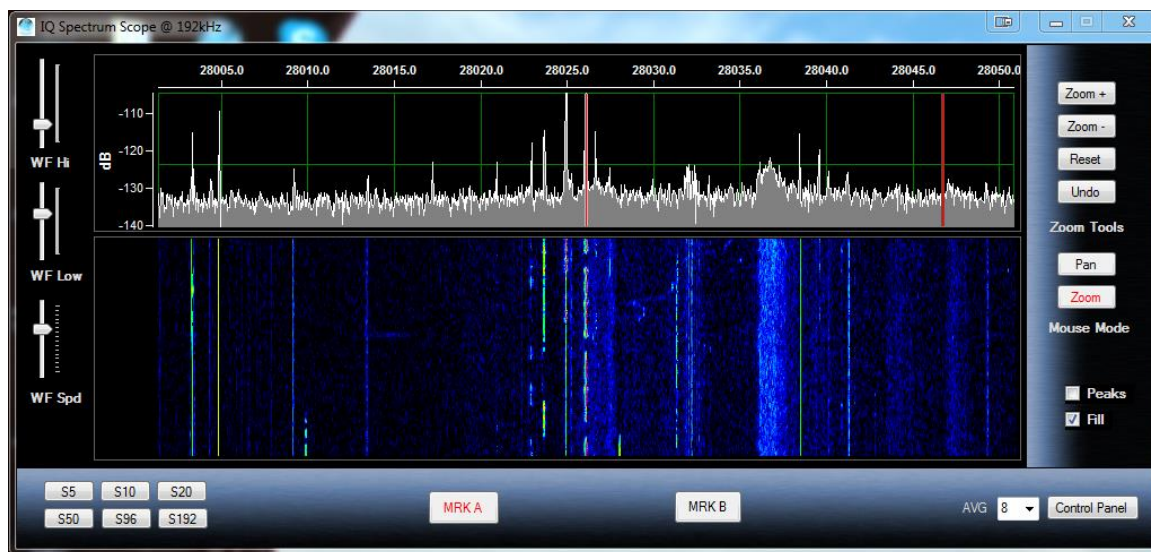 IQ Spectrum Scope @ 192kHz
28005.0 28010.0 28015.0 28020.0 28025.0 28030.0 28035.0 28040.0 28045.0 28050.0
-110
-120
dB
-130
-140
WF Hi
WF Low
WF Spd
Zoom +
Zoom -
Reset
Undo
Zoom Tools
Pan
Zoom
Mouse Mode
Peaks
Fill
S5 S10 S20
S50 S96 S192
MRK A
MRK B
AVG 8 Control Panel